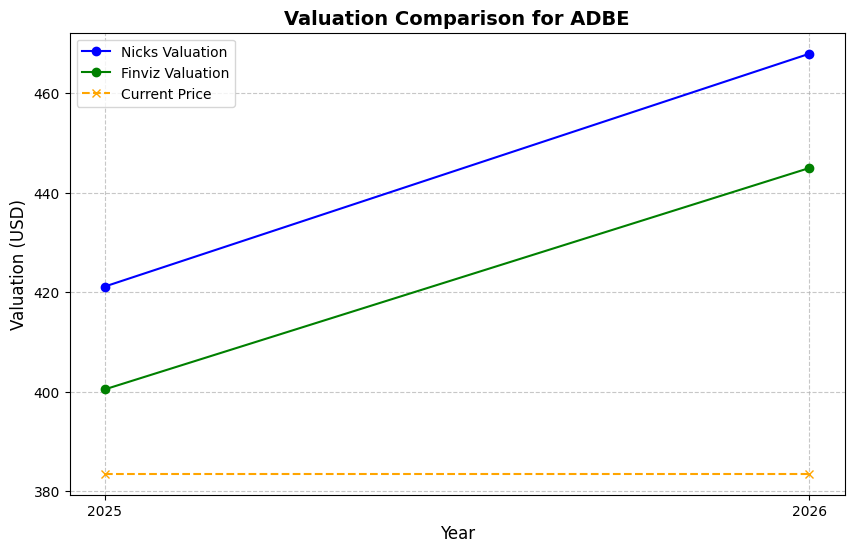 Valuation Comparison for ADBE
Nicks Valuation
Finviz Valuation
Current Price
Valuation (USD)
460
440
420
400
380
2025
2026
Year